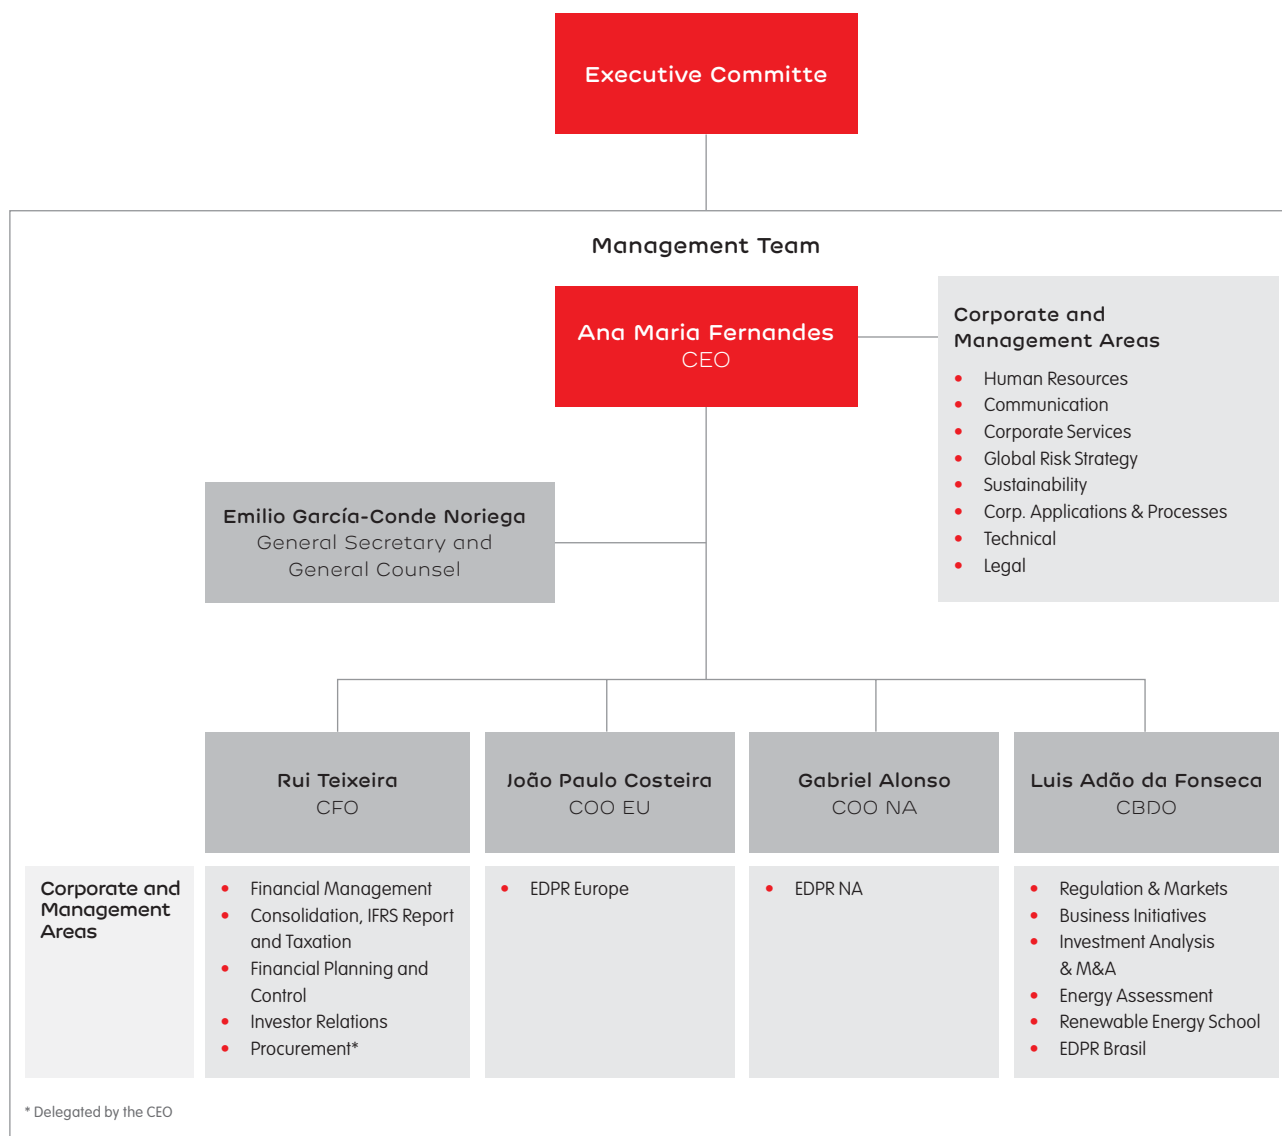 Executive Committe
Management Team
Ana Maria Fernandes
CEO
Corporate and
Management Areas
• Human Resources
• Communication
• Corporate Services
• Global Risk Strategy
• Sustainability
• Corp. Applications & Processes
• Technical
• Legal
Emilio García-Conde Noriega
General Secretary and
General Counsel
Rui Teixeira
CFO
João Paulo Costeira
COO EU
Gabriel Alonso
COO NA
Luis Adão da Fonseca
CBDO
Corporate and
Management
Areas
• Financial Management
• Consolidation, IFRS Report
and Taxation
• Financial Planning and
Control
• Investor Relations
• Procurement*
• EDPR Europe
• EDPR NA
• Regulation & Markets
• Business Initiatives
• Investment Analysis
& M&A
• Energy Assessment
• Renewable Energy School
• EDPR Brasil
* Delegated by the CEO